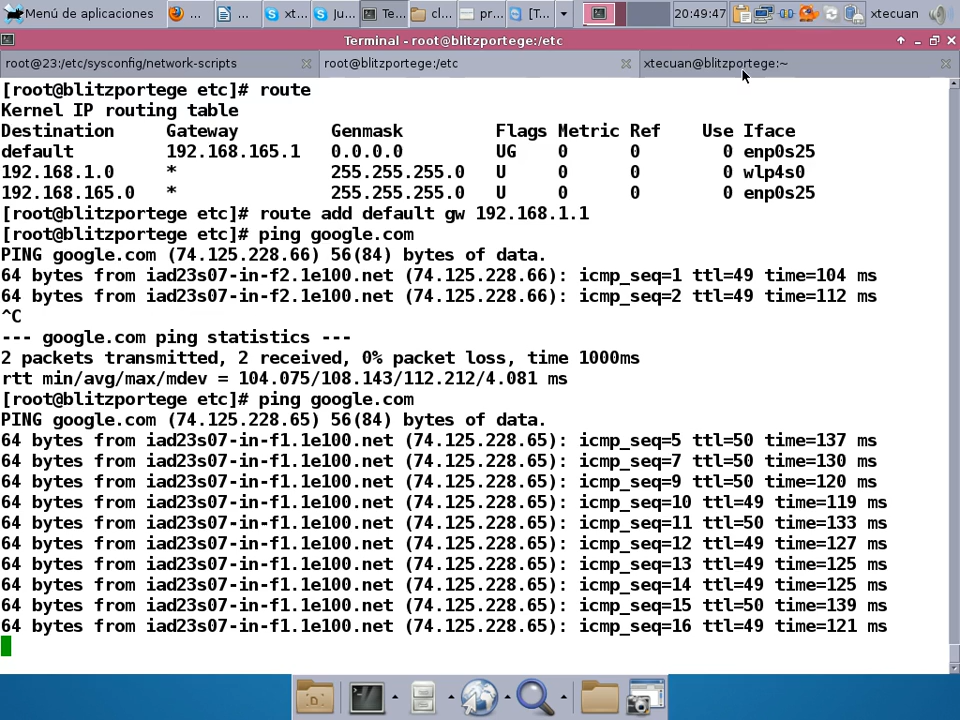 Menú de aplicaciones
...
xt...
Ju...
Te...
cl...
pr...
[T...
20:49:47
xtecuan
Terminal - root@blitzportege:/etc
root@23:/etc/sysconfig/network-scripts
root@blitzportege:/etc
xtecuan@blitzportege:~
[root@blitzportege etc]# route
Kernel IP routing table
Destination     Gateway         Genmask         Flags Metric Ref    Use Iface
default         192.168.165.1   0.0.0.0         UG    0      0        0 enp0s25
192.168.1.0     *               255.255.255.0   U     0      0        0 wlp4s0
192.168.165.0   *               255.255.255.0   U     0      0        0 enp0s25
[root@blitzportege etc]# route add default gw 192.168.1.1
[root@blitzportege etc]# ping google.com
PING google.com (74.125.228.66) 56(84) bytes of data.
64 bytes from iad23s07-in-f2.1e100.net (74.125.228.66): icmp_seq=1 ttl=49 time=104 ms
64 bytes from iad23s07-in-f2.1e100.net (74.125.228.66): icmp_seq=2 ttl=49 time=112 ms
^C
--- google.com ping statistics ---
2 packets transmitted, 2 received, 0% packet loss, time 1000ms
rtt min/avg/max/mdev = 104.075/108.143/112.212/4.081 ms
[root@blitzportege etc]# ping google.com
PING google.com (74.125.228.65) 56(84) bytes of data.
64 bytes from iad23s07-in-f1.1e100.net (74.125.228.65): icmp_seq=5 ttl=50 time=137 ms
64 bytes from iad23s07-in-f1.1e100.net (74.125.228.65): icmp_seq=7 ttl=50 time=130 ms
64 bytes from iad23s07-in-f1.1e100.net (74.125.228.65): icmp_seq=9 ttl=50 time=120 ms
64 bytes from iad23s07-in-f1.1e100.net (74.125.228.65): icmp_seq=10 ttl=49 time=119 ms
64 bytes from iad23s07-in-f1.1e100.net (74.125.228.65): icmp_seq=11 ttl=50 time=133 ms
64 bytes from iad23s07-in-f1.1e100.net (74.125.228.65): icmp_seq=12 ttl=49 time=127 ms
64 bytes from iad23s07-in-f1.1e100.net (74.125.228.65): icmp_seq=13 ttl=49 time=125 ms
64 bytes from iad23s07-in-f1.1e100.net (74.125.228.65): icmp_seq=14 ttl=49 time=125 ms
64 bytes from iad23s07-in-f1.1e100.net (74.125.228.65): icmp_seq=15 ttl=50 time=139 ms
64 bytes from iad23s07-in-f1.1e100.net (74.125.228.65): icmp_seq=16 ttl=49 time=121 ms